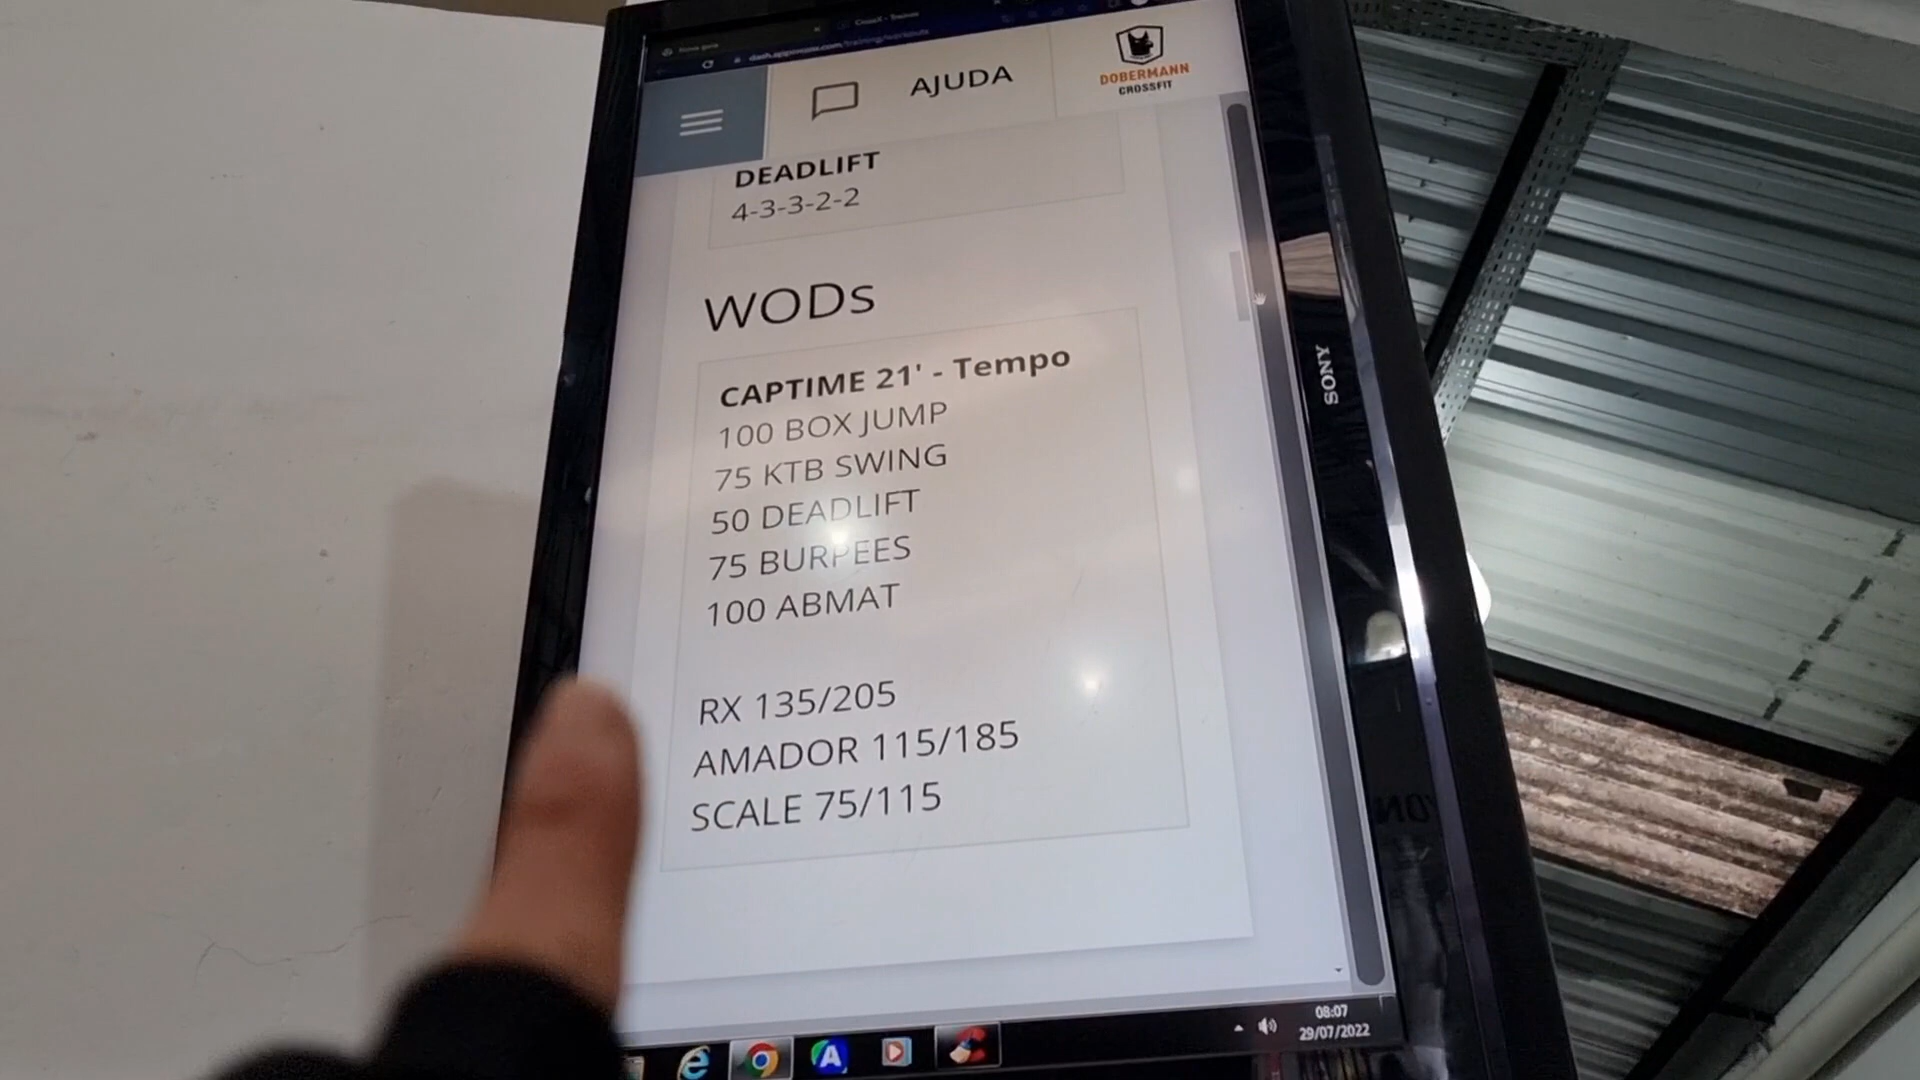 AJUDA
DOBERMANN
CROSSFIT
DEADLIFT
4-3-3-2-2
WODs
CAPTIME 21' - Tempo
100 BOX JUMP
75 KTB SWING
50 DEADLIFT
75 BURPEES
100 ABMAT
RX 135/205
AMADOR 115/185
SCALE 75/115
SONY
08:07
29/07/2022